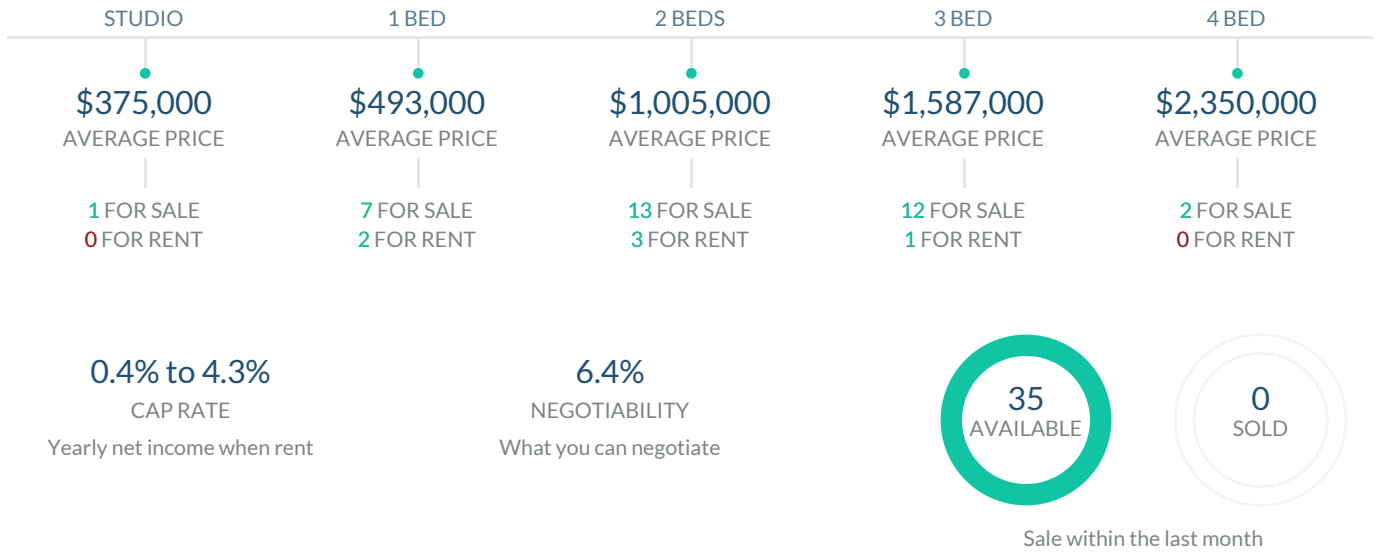 STUDIO
1 BED
2 BEDS
3 BED
4 BED
$375,000
$493,000
$1,005,000
$1,587,000
$2,350,000
AVERAGE PRICE
AVERAGE PRICE
AVERAGE PRICE
AVERAGE PRICE
AVERAGE PRICE
1 FOR SALE
7 FOR SALE
13 FOR SALE
12 FOR SALE
2 FOR SALE
0 FOR RENT
2 FOR RENT
3 FOR RENT
1 FOR RENT
0 FOR RENT
0.4% to 4.3%
CAP RATE
Yearly net income when rent
6.4%
NEGOTIABILITY
What you can negotiate
35
AVAILABLE
0
SOLD
Sale within the last month